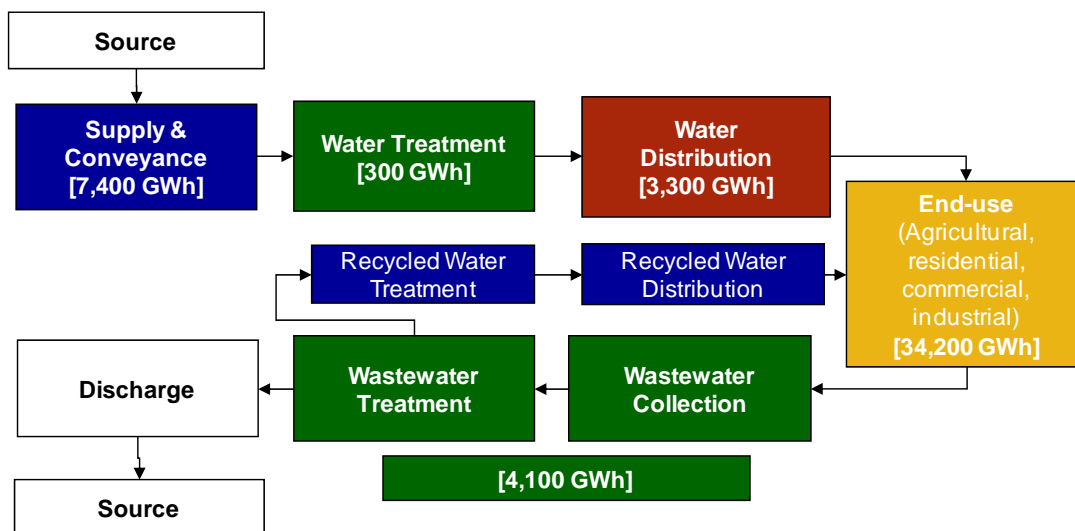 Source
Supply &
Conveyance
[7,400 GWh]
Water Treatment
[300 GWh]
Water
Distribution
[3,300 GWh]
End-use
(Agricultural,
residential,
commercial,
industrial)
[34,200 GWh]
Recycled Water
Treatment
Recycled Water
Distribution
Discharge
Wastewater
Treatment
Wastewater
Collection
[4,100 GWh]
Source